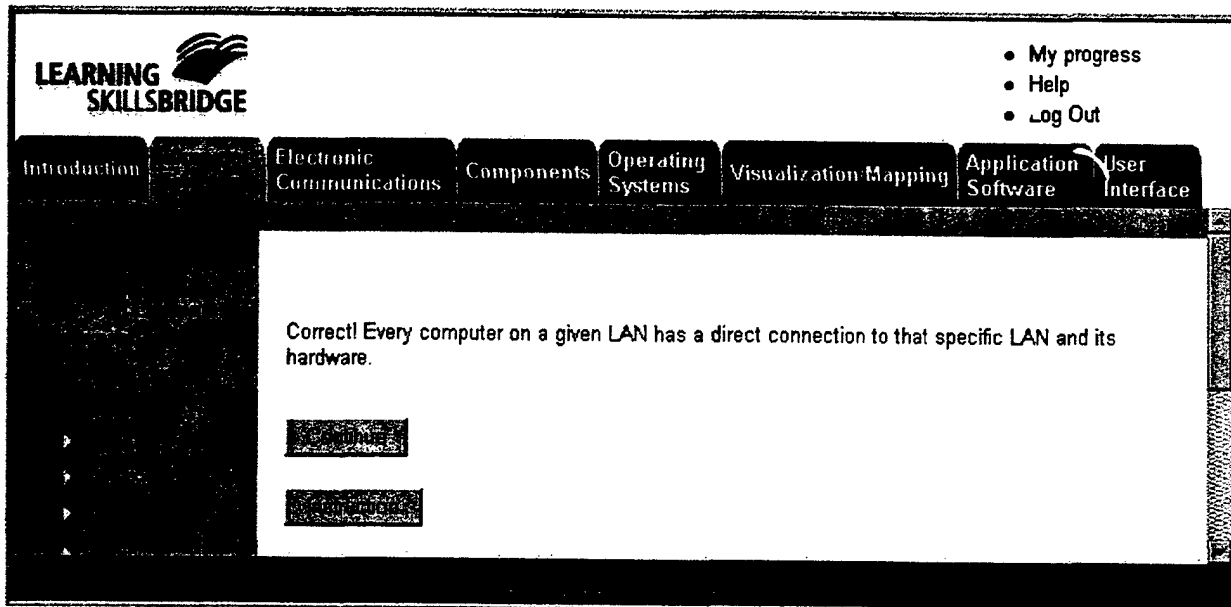 LEARNING
SKILLSBRIDGE
My progress
Help
Log Out
Introduction
Electronic
Communications
Components
Operating
Systems
Visualization/Mapping
Application
Software
User
Interface
Correct! Every computer on a given LAN has a direct connection to that specific LAN and its
hardware.
Continue